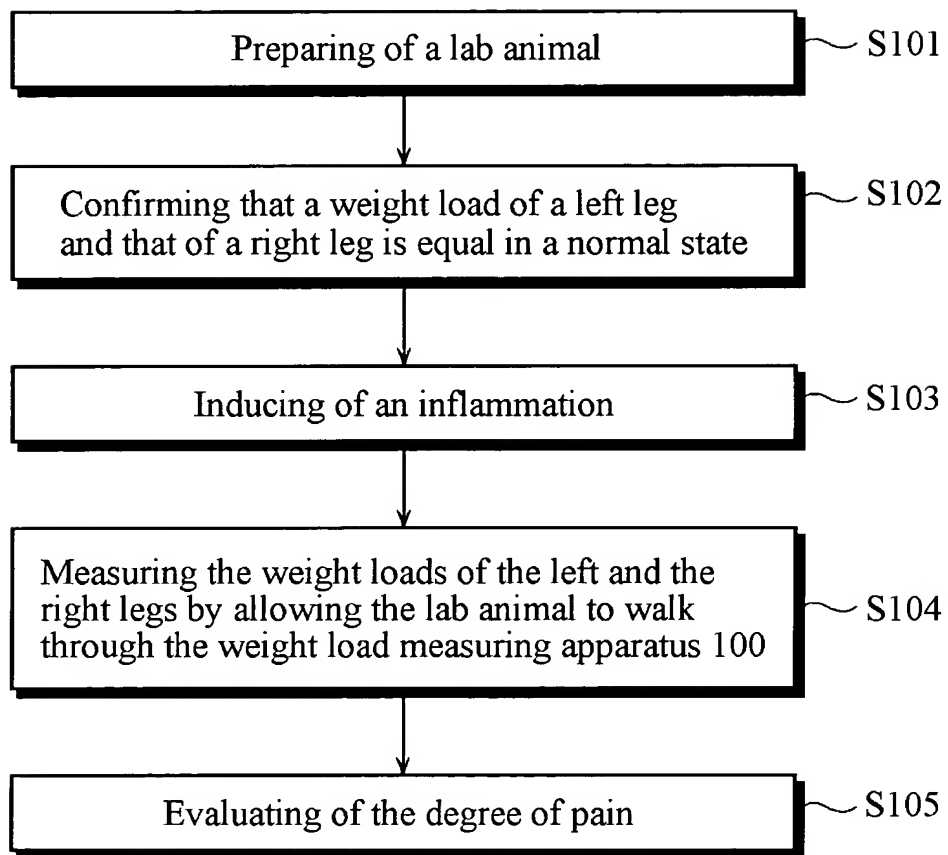 Preparing of a lab animal
S101
Confirming that a weight load of a left leg
and that of a right leg is equal in a normal state
S102
Inducing of an inflammation
S103
Measuring the weight loads of the left and the
right legs by allowing the lab animal to walk
through the weight load measuring apparatus 100
S104
Evaluating of the degree of pain
S105